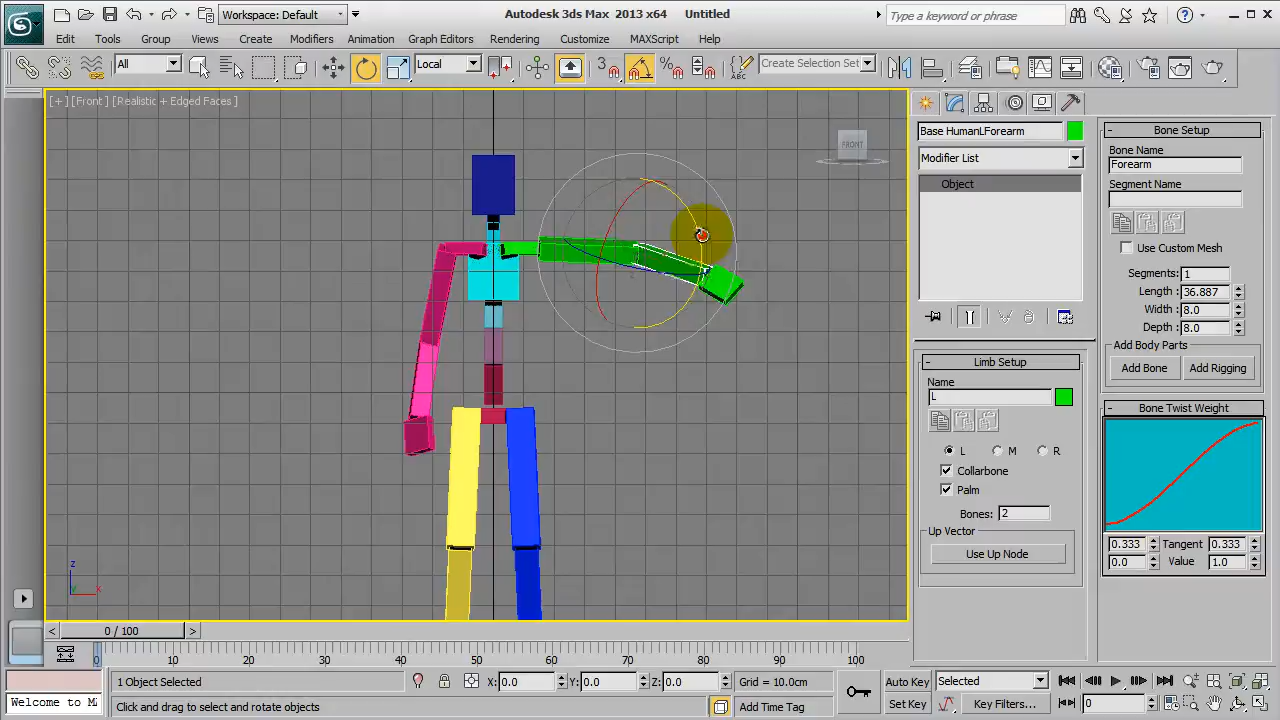 Workspace: Default
Autodesk 3ds Max 2013 x64 Untitled
Type a keyword or phrase
Edit Tools Group Views Create Modifiers Animation Graph Editors Rendering Customize MAXScript Help
All
Local
3
Create Selection Set
[+] [Front] [Realistic + Edged Faces]
FRONT
z
x
Base HumanLForearm
Modifier List
Object
Limb Setup
Name
L
L M R
Collarbone
Palm
Bones: 2
Up Vector
Use Up Node
Bone Setup
Bone Name
Forearm
Segment Name
Use Custom Mesh
Segments: 1
Length: 36.887
Width: 8.0
Depth: 8.0
Add Body Parts
Add Bone Add Rigging
Bone Twist Weight
0.333 Tangent 0.333
0.0 Value 1.0
< 0 / 100 >
0 10 20 30 40 50 60 70 80 90 100
1 Object Selected
X: 0.0 Y: 0.0 Z: 0.0
Grid = 10.0cm
Auto Key Selected
Welcome to M
Click and drag to select and rotate objects
Add Time Tag
Set Key Key Filters... 0